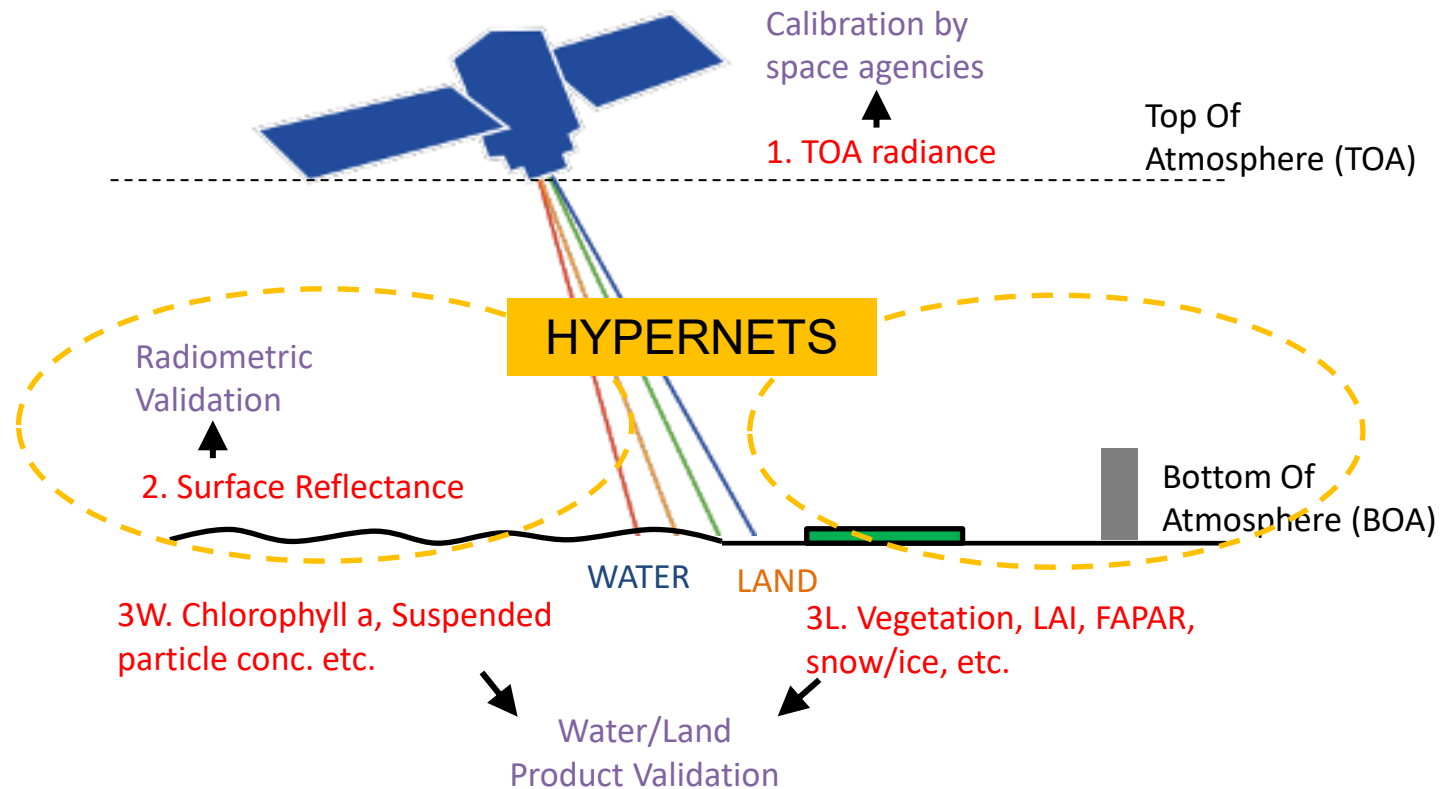 Calibration by
space agencies
1. TOA radiance
Top Of
Atmosphere (TOA)
HYPERNETS
Radiometric
Validation
2. Surface Reflectance
Bottom Of
Atmosphere (BOA)
WATER
LAND
3W. Chlorophyll a, Suspended
particle conc. etc.
3L. Vegetation, LAI, FAPAR,
snow/ice, etc.
Water/Land
Product Validation